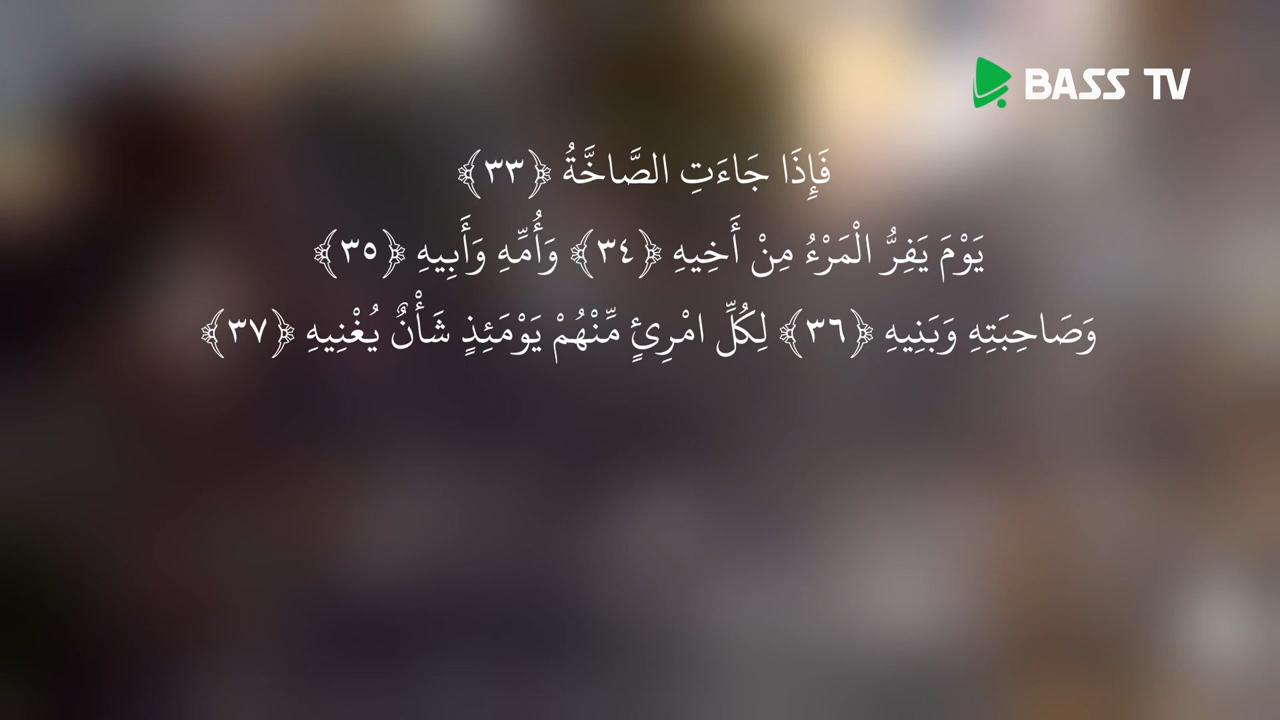 BASS TV
فَإِذَا جَاءَتِ الصَّاخَّةُ ﴿٣٣﴾
يَوْمَ يَفِرُّ الْمَرْءُ مِنْ أَخِيهِ ﴿٣٤﴾ وَأُمِّهِ وَأَبِيهِ ﴿٣٥﴾
وَصَاحِبَتِهِ وَبَنِيهِ ﴿٣٦﴾ لِكُلِّ امْرِئٍ مِّنْهُمْ يَوْمَئِذٍ شَأْنٌ يُغْنِيهِ ﴿٣٧﴾